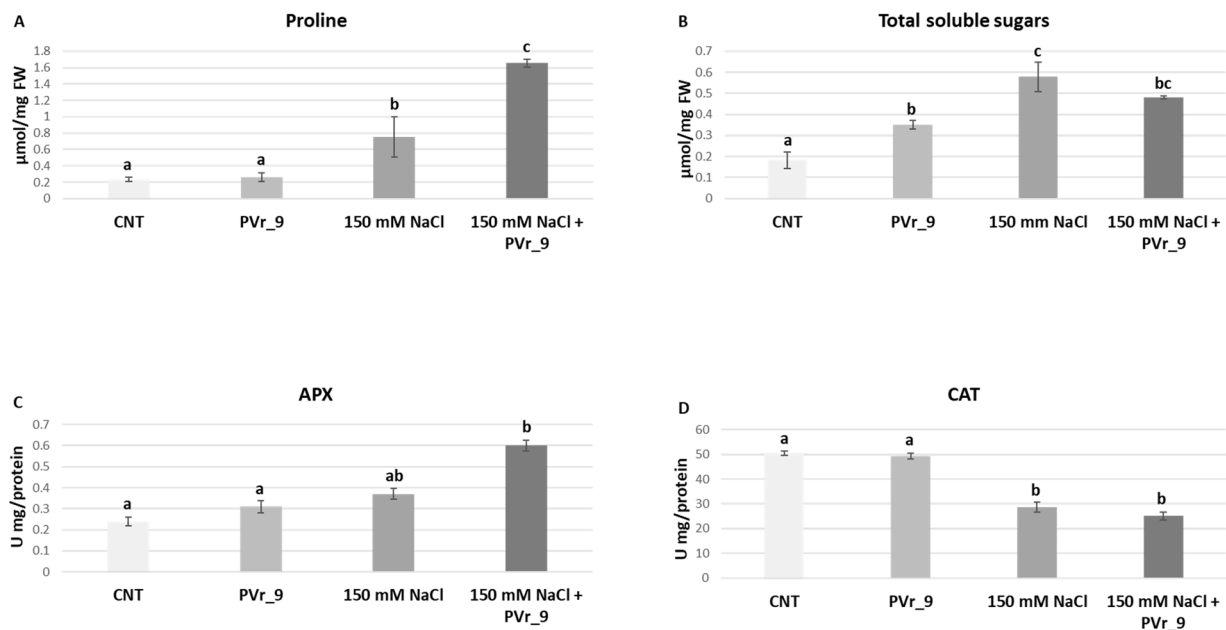 A
Proline
µmol/mg FW
1.8
1.6
1.4
1.2
1
0.8
0.6
0.4
0.2
0
a
a
b
c
CNT
PVr_9
150 mM NaCl
150 mM NaCl +
PVr_9
B
Total soluble sugars
µmol/mg FW
0.7
0.6
0.5
0.4
0.3
0.2
0.1
0
a
b
c
bc
CNT
PVr_9
150 mm NaCl
150 mM NaCl +
PVr_9
C
APX
U mg/protein
0.7
0.6
0.5
0.4
0.3
0.2
0.1
0
a
a
ab
b
CNT
PVr_9
150 mM NaCl
150 mM NaCl +
PVr_9
D
CAT
U mg/protein
60
50
40
30
20
10
0
a
a
b
b
CNT
PVr_9
150 mM NaCl
150 mM NaCl +
PVr_9